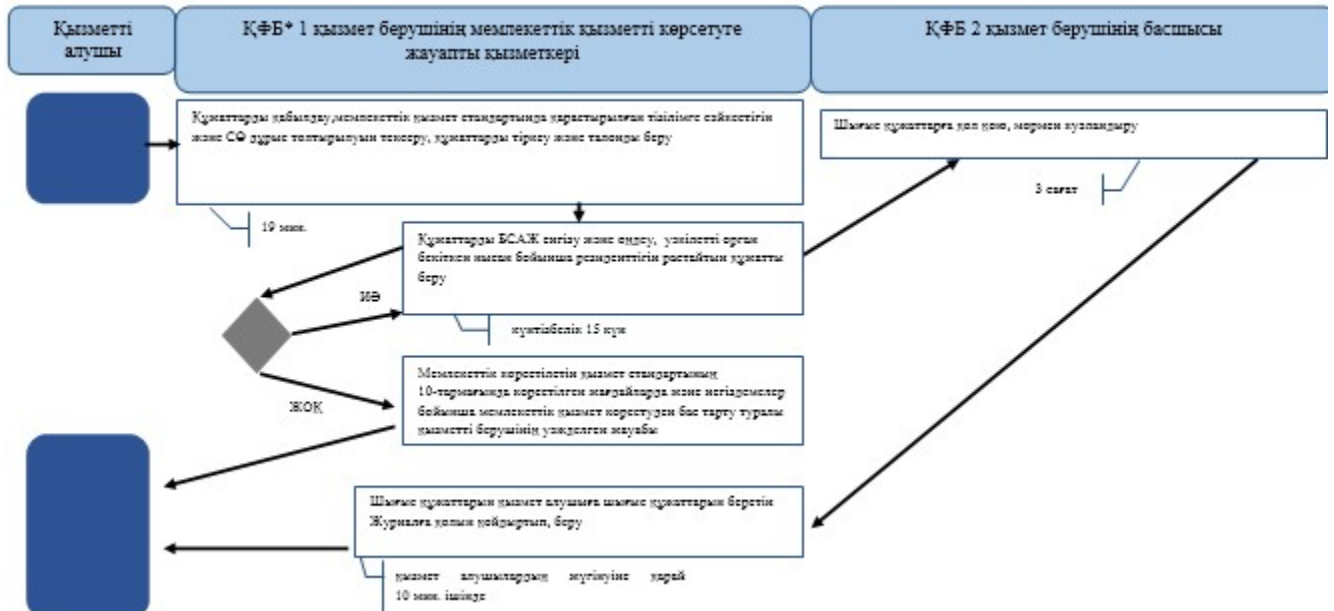 Қызметті
алушы
ҚФБ* 1 қызмет берушінің мемлекеттік қызметті көрсетуге
жауапты қызметкері
ҚФБ 2 қызмет берушінің басшысы
Құжаттарды қабылдау,мемлекеттік қызмет стандартында қарастырылған тізілімге сәйкестігін
және СӨ дұрыс толтырылуын тексеру, құжаттарды тіркеу және талонды беру
Шығыс құжаттарға қол қою, мөрмен куәландыру
3 сағат
19 мин.
Құжаттарды БСАЖ енгізу және өңдеу, уәкілетті орган
бекіткен нысан бойынша резиденттігін растайтын құжатты
беру
ИӘ
күнтізбелік 15 күн
Мемлекеттік көрсетілетін қызмет стандартының
10-тармағында көрсетілген жағдайларда және негіздемелер
бойынша мемлекеттік қызмет көрсетуден бас тарту туралы
қызметті берушінің уәжделген жауабы
ЖОҚ
Шығыс құжаттарын қызмет алушыға шығыс құжаттарын беретін
Журналға қолын қойдыртып, беру
қызмет алушылардың жүгінуіне қарай
10 мин. ішінде